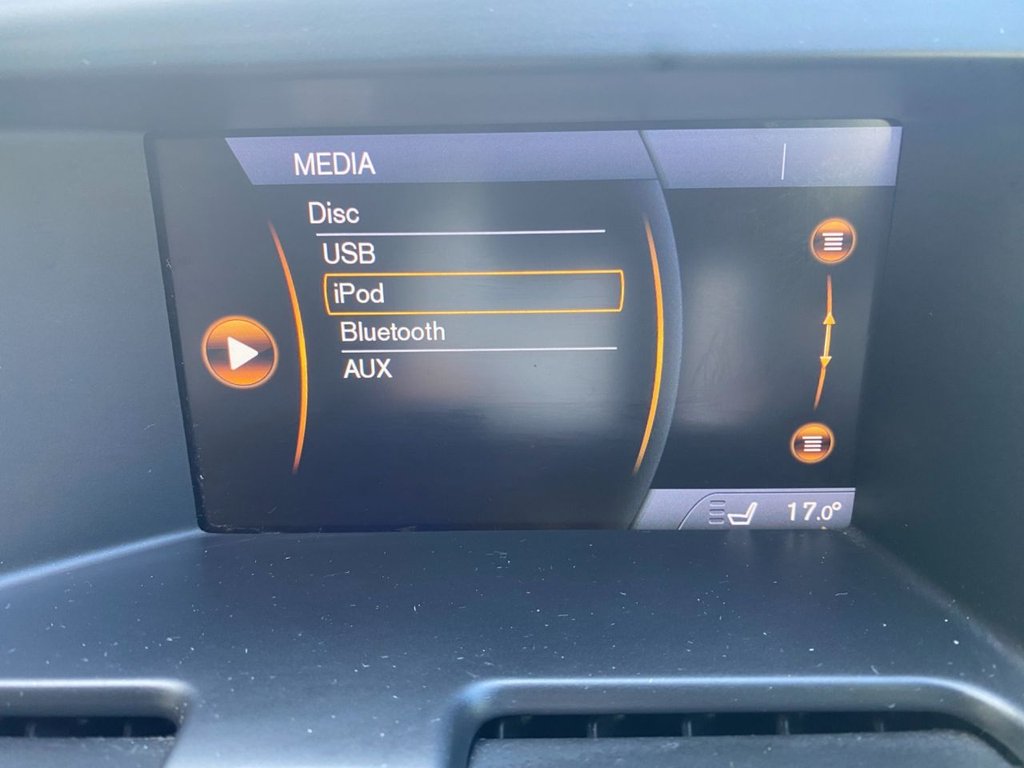 MEDIA
Disc
USB
iPod
Bluetooth
AUX
17.0°